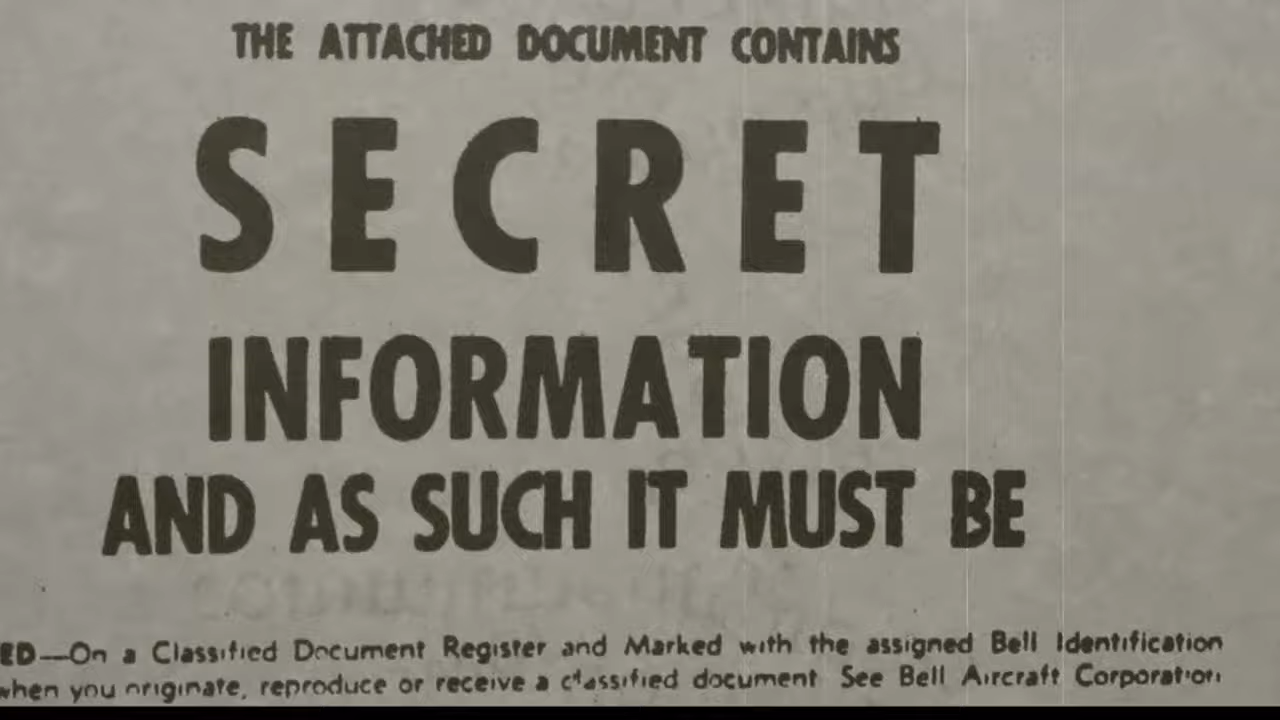 THE ATTACHED DOCUMENT CONTAINS
SECRET
INFORMATION
AND AS SUCH IT MUST BE
ED—On a Classified Document Register and Marked with the assigned Bell Identification
when you originate, reproduce or receive a classified document See Bell Aircraft Corporation